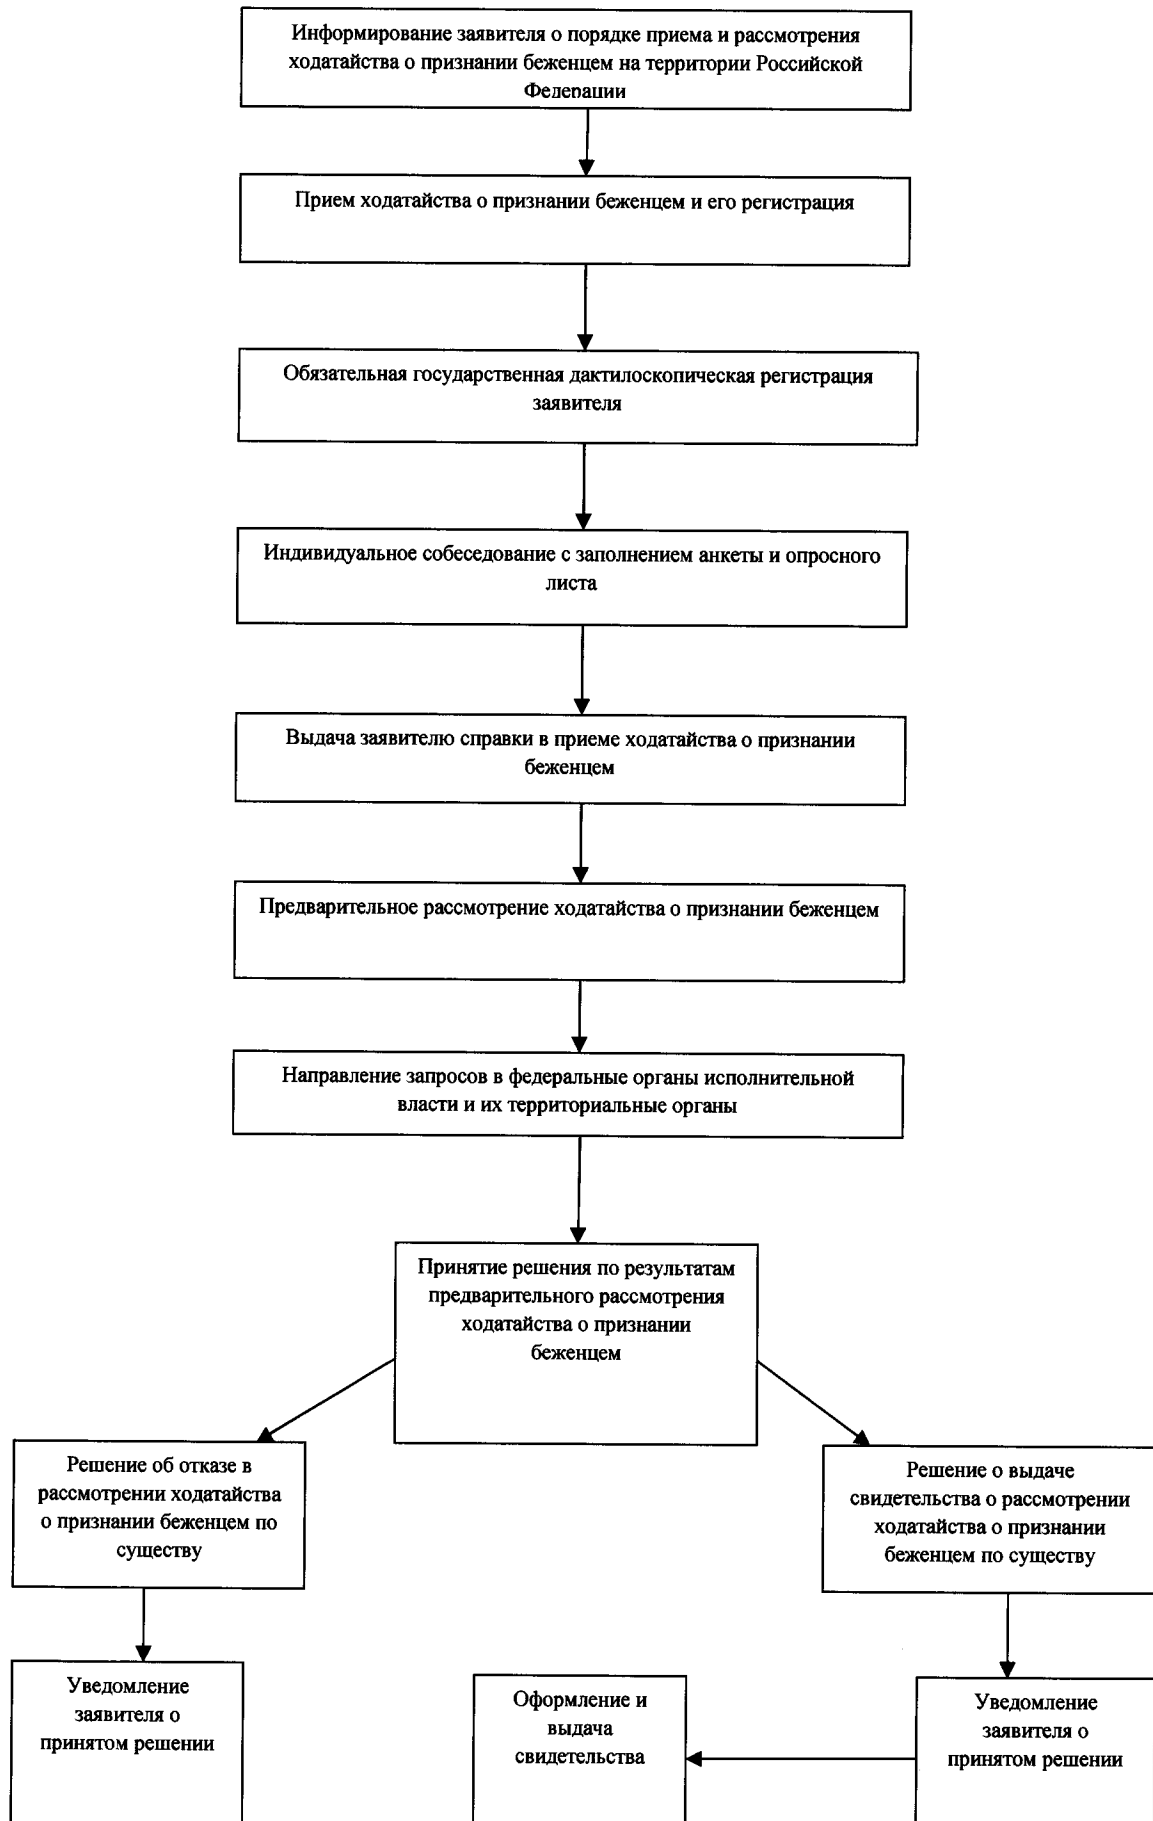 Информирование заявителя о порядке приема и рассмотрения
ходатайства о признании беженцем на территории Российской
Федерации
Прием ходатайства о признании беженцем и его регистрация
Обязательная государственная дактилоскопическая регистрация
заявителя
Индивидуальное собеседование с заполнением анкеты и опросного
листа
Выдача заявителю справки в приеме ходатайства о признании
беженцем
Предварительное рассмотрение ходатайства о признании беженцем
Направление запросов в федеральные органы исполнительной
власти и их территориальные органы
Принятие решения по результатам
предварительного рассмотрения
ходатайства о признании
беженцем
Решение об отказе в
рассмотрении ходатайства
о признании беженцем по
существу
Решение о выдаче
свидетельства о рассмотрении
ходатайства о признании
беженцем по существу
Уведомление
заявителя о
принятом решении
Оформление и
выдача
свидетельства
Уведомление
заявителя о
принятом решении